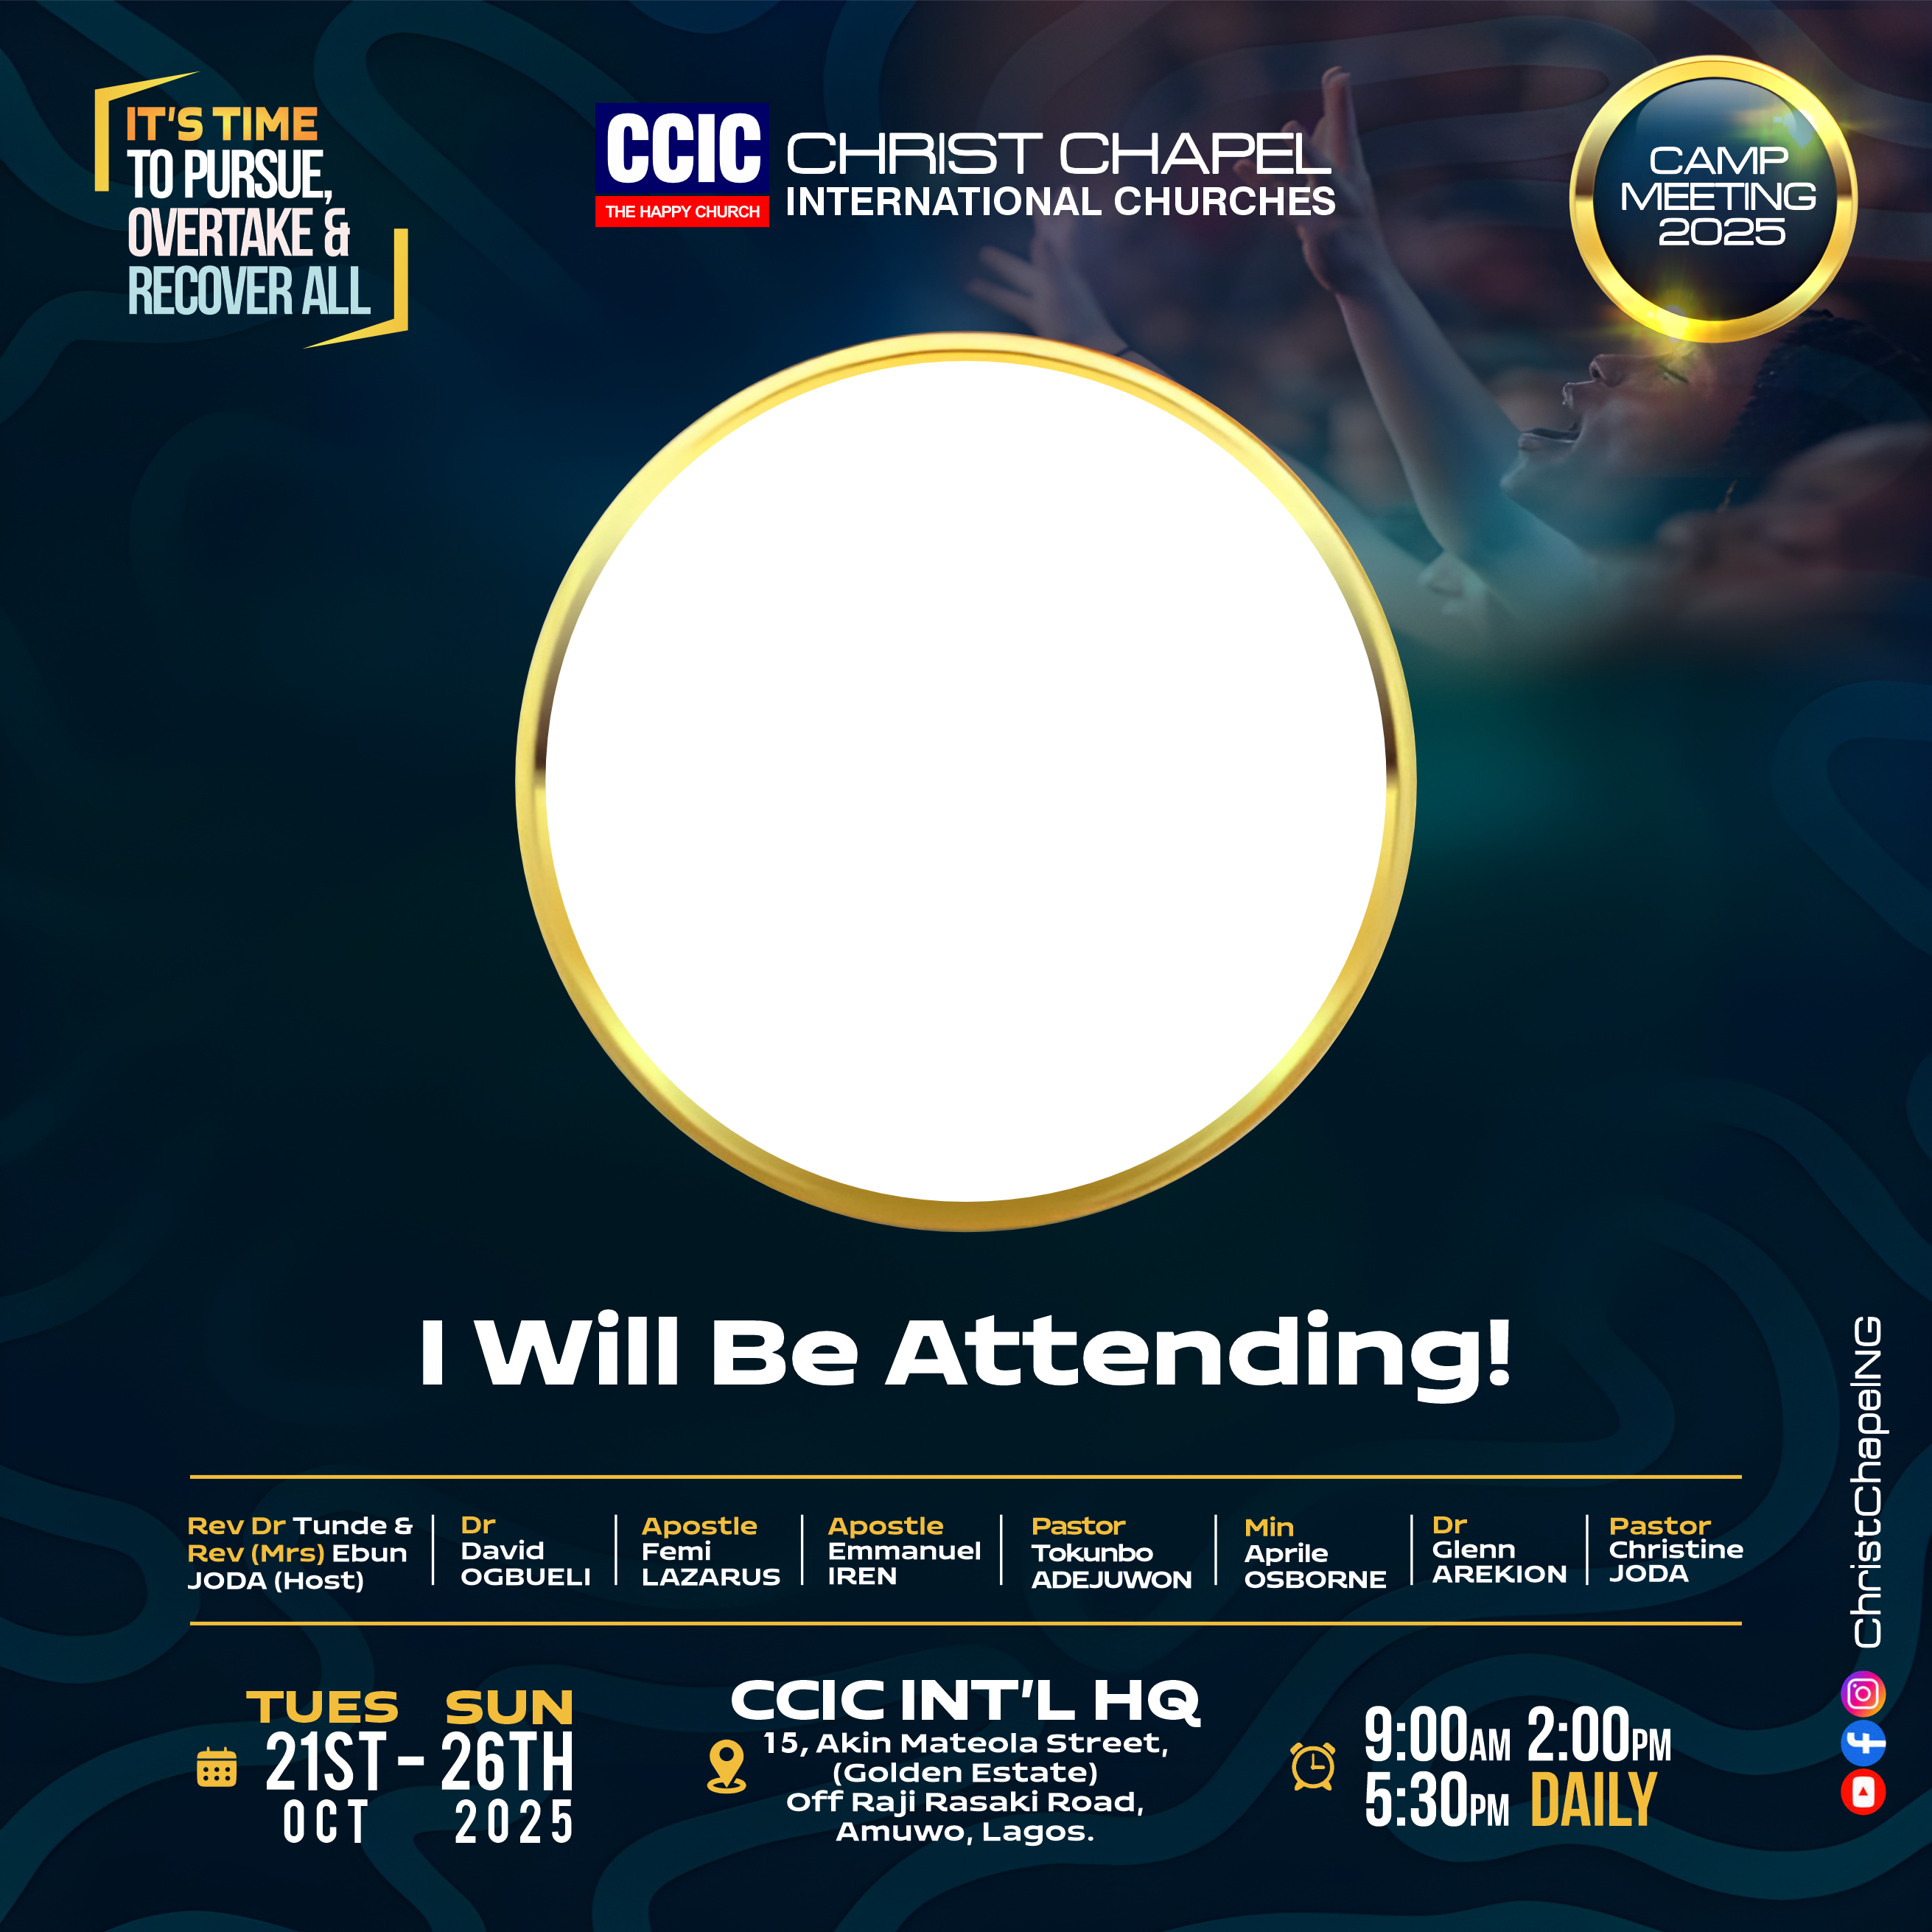 IT'S TIME
TO PURSUE,
OVERTAKE &
RECOVER ALL
CCIC
THE HAPPY CHURCH
CHRIST CHAPEL
INTERNATIONAL CHURCHES
CAMP
MEETING
2025
I Will Be Attending!
Rev Dr Tunde &
Rev (Mrs) Ebun
JODA (Host)
Dr
David
OGBUELI
Apostle
Femi
LAZARUS
Apostle
Emmanuel
IREN
Pastor
Tokunbo
ADEJUWON
Min
Aprile
OSBORNE
Dr
Glenn
AREKION
Pastor
Christine
JODA
ChristChapelNG
TUES SUN
21ST - 26TH
OCT 2025
CCIC INT'L HQ
15, Akin Mateola Street,
(Golden Estate)
Off Raji Rasaki Road,
Amuwo, Lagos.
9:00AM 2:00PM
5:30PM DAILY